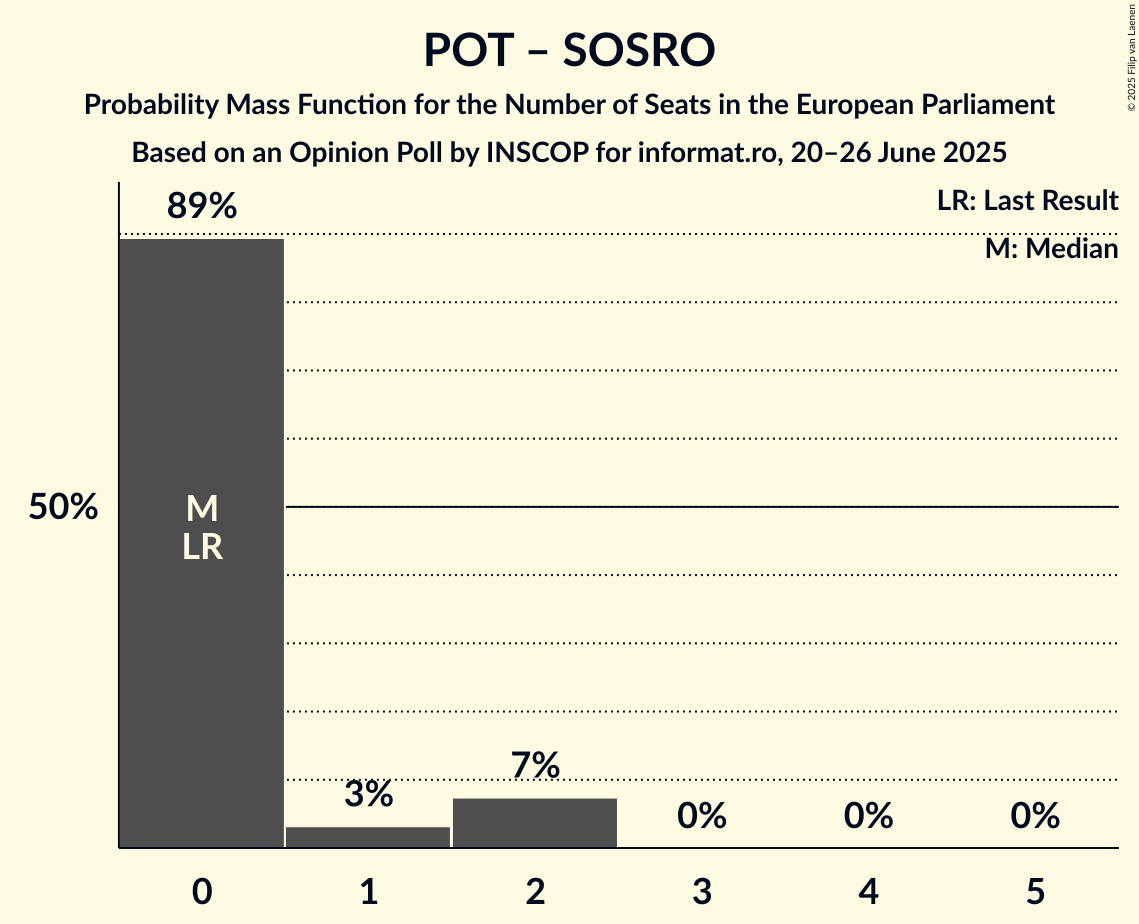 POT – SOSRO
Probability Mass Function for the Number of Seats in the European Parliament
Based on an Opinion Poll by INSCOP for informat.ro, 20–26 June 2025
© 2025 Filip van Laenen
LR: Last Result
M: Median
89%
50%
M
LR
3%
7%
0%
0%
0%
0
1
2
3
4
5